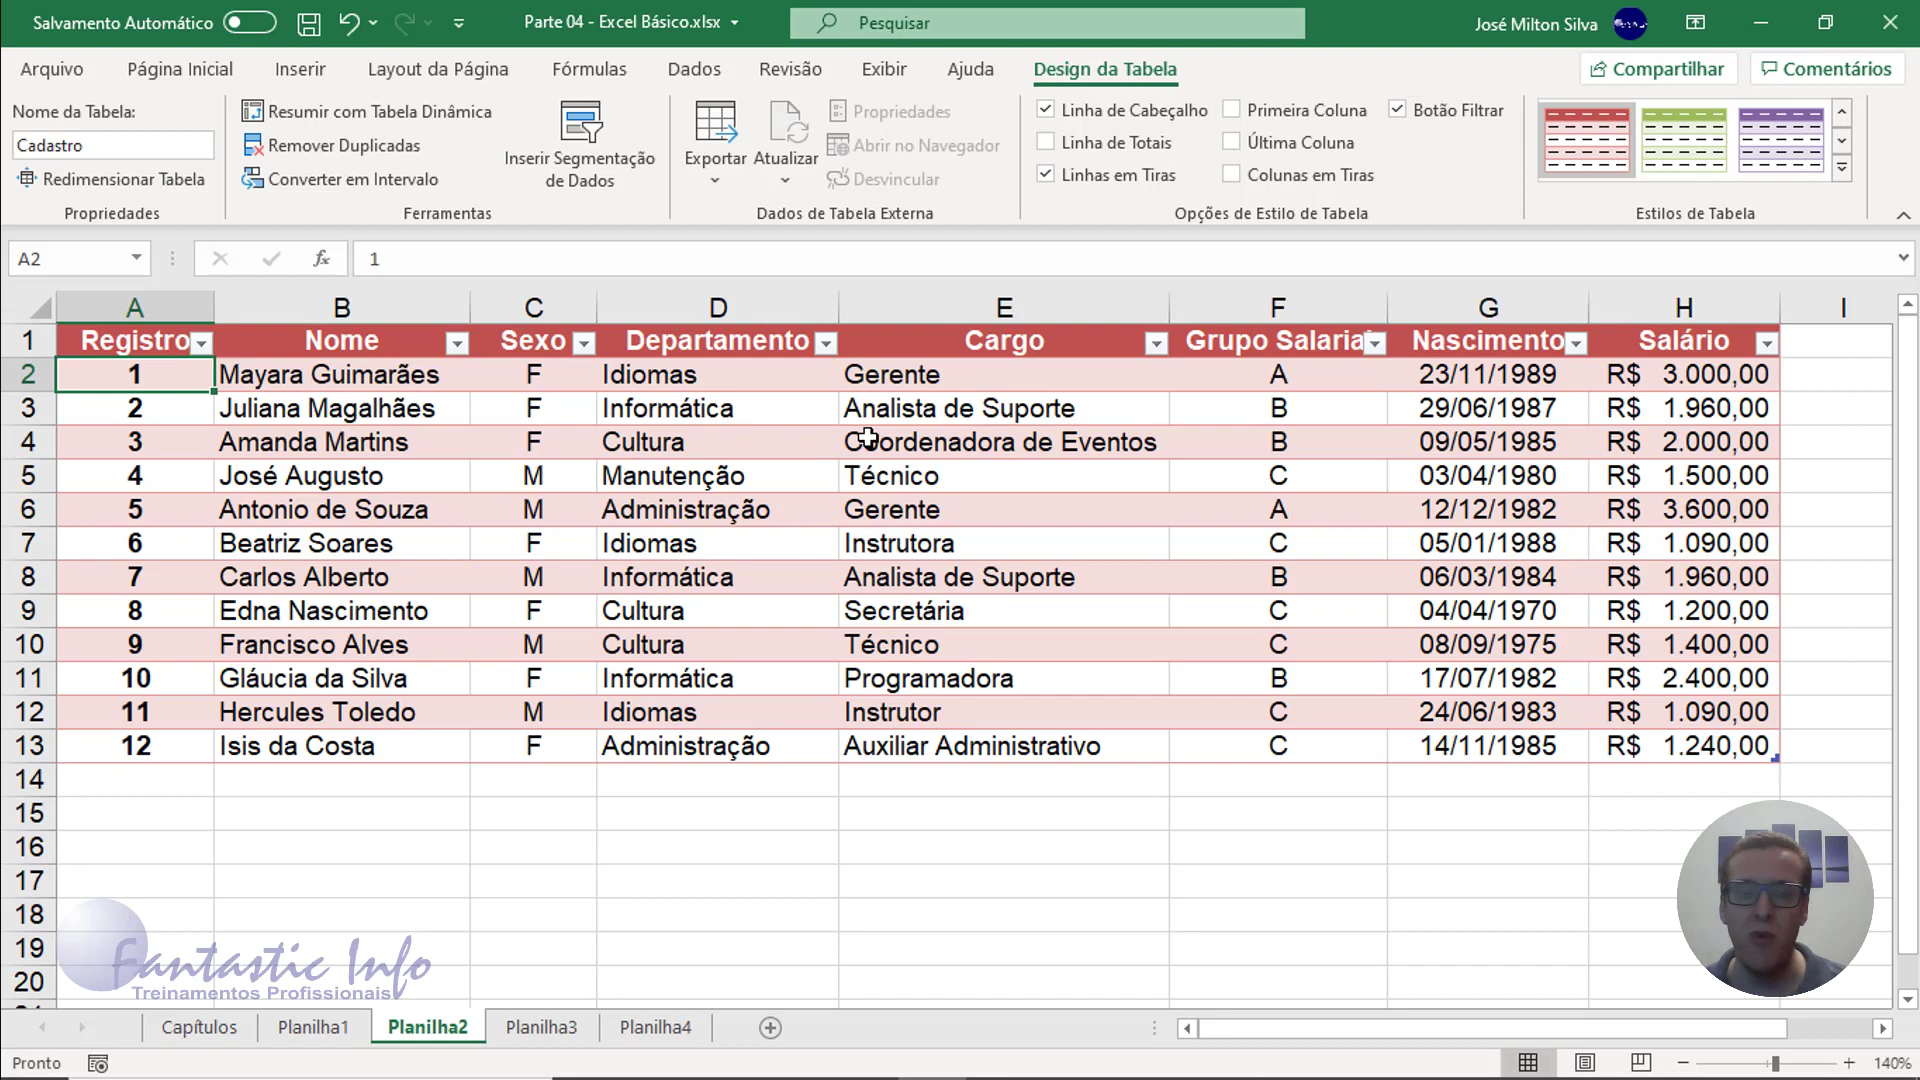 Salvamento Automático
Parte 04 - Excel Básico.xlsx
Pesquisar
José Milton Silva
Arquivo Página Inicial Inserir Layout da Página Fórmulas Dados Revisão Exibir Ajuda Design da Tabela Compartilhar Comentários
Nome da Tabela:
Cadastro
Redimensionar Tabela
Propriedades
Resumir com Tabela Dinâmica
Remover Duplicadas
Converter em Intervalo
Inserir Segmentação
de Dados
Ferramentas
Exportar
Atualizar
Propriedades
Abrir no Navegador
Desvincular
Dados de Tabela Externa
Linha de Cabeçalho Primeira Coluna Botão Filtrar
Linha de Totais Última Coluna
Linhas em Tiras Colunas em Tiras
Opções de Estilo de Tabela
Estilos de Tabela
A2 fx 1
A B C D E F G H I
1 Registro Nome Sexo Departamento Cargo Grupo Salaria Nascimento Salário
2 1 Mayara Guimarães F Idiomas Gerente A 23/11/1989 R$ 3.000,00
3 2 Juliana Magalhães F Informática Analista de Suporte B 29/06/1987 R$ 1.960,00
4 3 Amanda Martins F Cultura Coordenadora de Eventos B 09/05/1985 R$ 2.000,00
5 4 José Augusto M Manutenção Técnico C 03/04/1980 R$ 1.500,00
6 5 Antonio de Souza M Administração Gerente A 12/12/1982 R$ 3.600,00
7 6 Beatriz Soares F Idiomas Instrutora C 05/01/1988 R$ 1.090,00
8 7 Carlos Alberto M Informática Analista de Suporte B 06/03/1984 R$ 1.960,00
9 8 Edna Nascimento F Cultura Secretária C 04/04/1970 R$ 1.200,00
10 9 Francisco Alves M Cultura Técnico C 08/09/1975 R$ 1.400,00
11 10 Gláucia da Silva F Informática Programadora B 17/07/1982 R$ 2.400,00
12 11 Hercules Toledo M Idiomas Instrutor C 24/06/1983 R$ 1.090,00
13 12 Isis da Costa F Administração Auxiliar Administrativo C 14/11/1985 R$ 1.240,00
14
15
16
17
18
19
20
Fantastic Info
Treinamentos Profissionais
Capítulos Planilha1 Planilha2 Planilha3 Planilha4
Pronto
140%